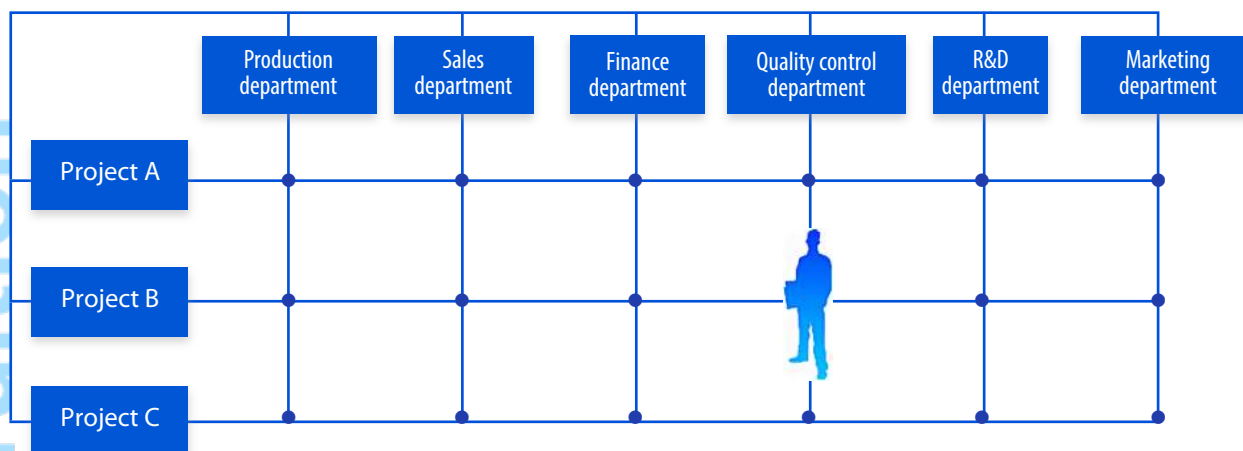 Production
department
Sales
department
Finance
department
Quality control
department
R&D
department
Marketing
department
Project A
Project B
Project C